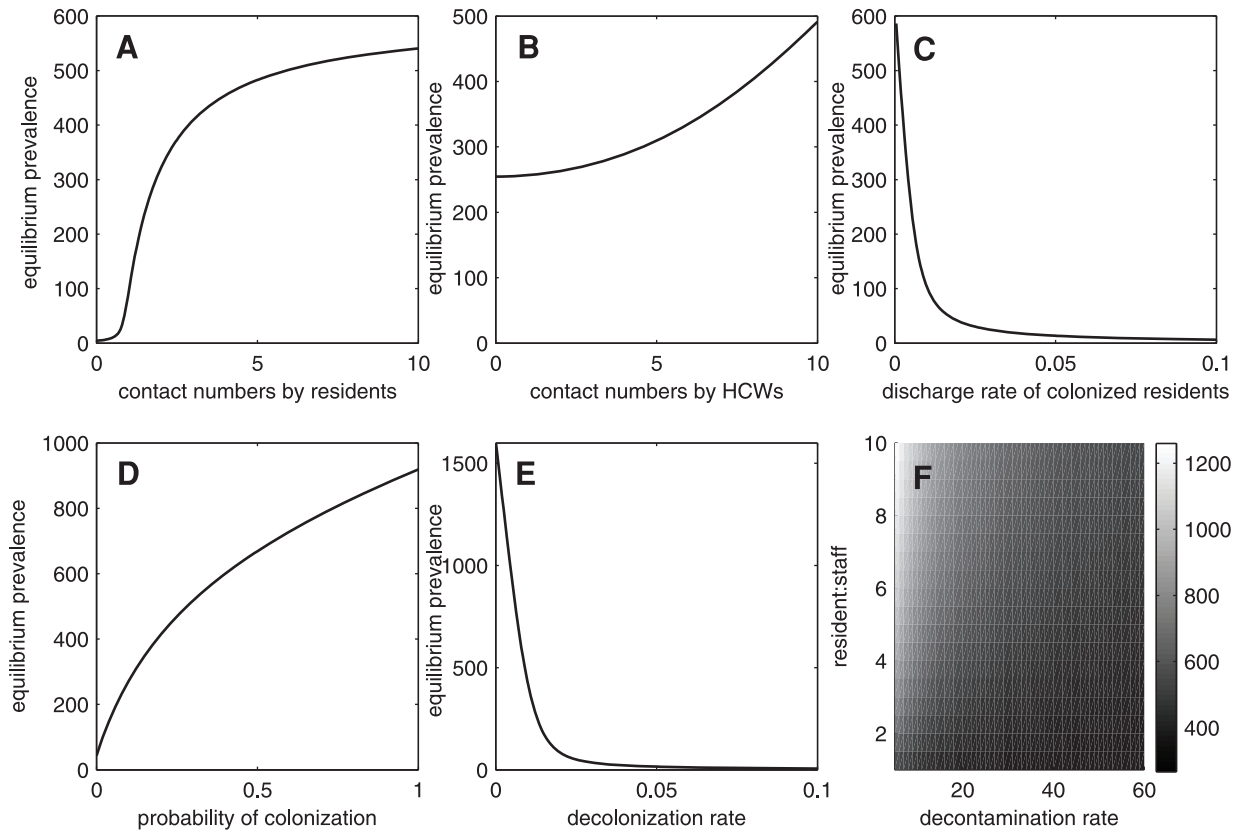 A
600
500
400
300
200
100
0
equilibrium prevalence
0 5 10
contact numbers by residents
B
500
400
300
200
100
0
equilibrium prevalence
0 5 10
contact numbers by HCWs
C
600
500
400
300
200
100
0
equilibrium prevalence
0 0.05 0.1
discharge rate of colonized residents
D
1000
800
600
400
200
0
equilibrium prevalence
0 0.5 1
probability of colonization
E
1500
1000
500
0
equilibrium prevalence
0 0.05 0.1
decolonization rate
F
10
8
6
4
2
resident:staff
20 40 60
decontamination rate
1200
1000
800
600
400